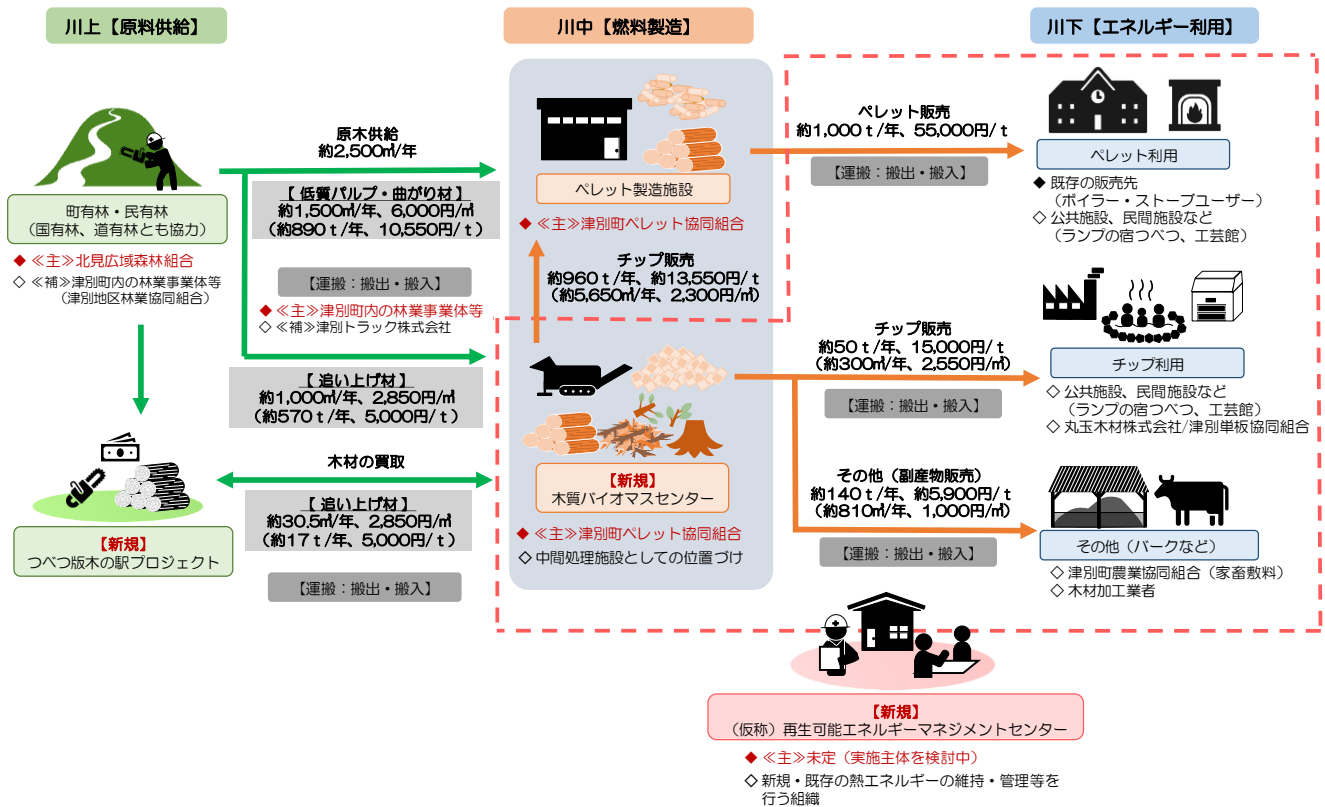 川上【原料供給】
川中【燃料製造】
川下【エネルギー利用】
町有林・民有林
（国有林、道有林とも協力）
◆ ≪主≫北見広域森林組合
◇ ≪補≫津別町内の林業事業体等
（津別地区林業協同組合）
原木供給
約2,500㎥/年
【 低質パルプ・曲がり材 】
約1,500㎥/年、6,000円/㎥
（約890ｔ/年、10,550円/ｔ）
【運搬：搬出・搬入】
◆ ≪主≫津別町内の林業事業体等
◇ ≪補≫津別トラック株式会社
【 追い上げ材 】
約1,000㎥/年、2,850円/㎥
（約570ｔ/年、5,000円/ｔ）
木材の買取
【 追い上げ材 】
約30.5㎥/年、2,850円/㎥
（約17ｔ/年、5,000円/ｔ）
【運搬：搬出・搬入】
【新規】
つべつ版木の駅プロジェクト
ペレット製造施設
◆ ≪主≫津別町ペレット協同組合
チップ販売
約960ｔ/年、約13,550円/ｔ
（約5,650㎥/年、2,300円/㎥）
【新規】
木質バイオマスセンター
◆ ≪主≫津別町ペレット協同組合
◇ 中間処理施設としての位置づけ
ペレット販売
約1,000ｔ/年、55,000円/ｔ
【運搬：搬出・搬入】
ペレット利用
◆ 既存の販売先
（ボイラー・ストーブユーザー）
◇ 公共施設、民間施設など
（ランプの宿つべつ、工芸館）
チップ販売
約50ｔ/年、15,000円/ｔ
（約300㎥/年、2,550円/㎥）
【運搬：搬出・搬入】
チップ利用
◇ 公共施設、民間施設など
（ランプの宿つべつ、工芸館）
◇ 丸玉木材株式会社/津別単板協同組合
その他（副産物販売）
約140ｔ/年、約5,900円/ｔ
（約810㎥/年、1,000円/㎥）
【運搬：搬出・搬入】
その他（バークなど）
◇ 津別町農業協同組合（家畜敷料）
◇ 木材加工業者
【新規】
（仮称）再生可能エネルギーマネジメントセンター
◆ ≪主≫未定（実施主体を検討中）
◇ 新規・既存の熱エネルギーの維持・管理等を
行う組織